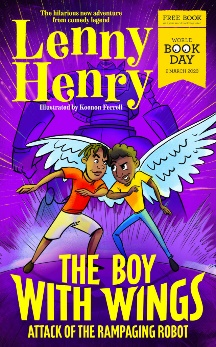 The hilarious new adventure
from comedy legend
Lenny
Henry
Illustrated by Keenon Ferrell
FREE BOOK
WORLD
BOOK
DAY
2 MARCH 2023
THE BOY
WITH WINGS
ATTACK OF THE RAMPAGING ROBOT